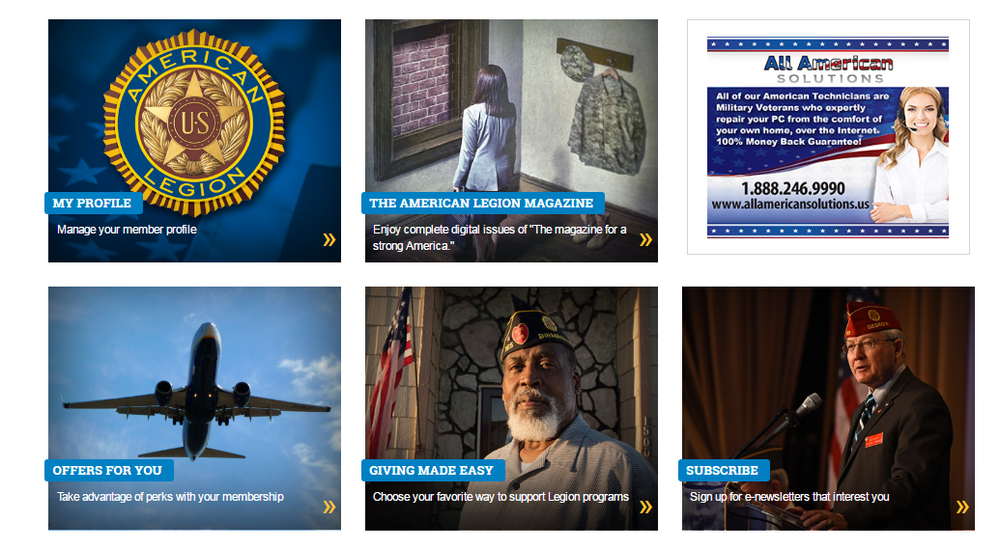 AMERICAN
U.S
LEGION
MY PROFILE
Manage your member profile
»
THE AMERICAN LEGION MAGAZINE
Enjoy complete digital issues of "The magazine for a
strong America."
»
All American
SOLUTIONS
All of our American Technicians are
Military Veterans who expertly
repair your PC from the comfort of
your own home, over the Internet.
100% Money Back Guarantee!
1.888.246.9990
www.allamericansolutions.us
OFFERS FOR YOU
Take advantage of perks with your membership
»
BIRMIN
GIVING MADE EASY
Choose your favorite way to support Legion programs
»
GEORGIA
SUBSCRIBE
Sign up for e-newsletters that interest you
»